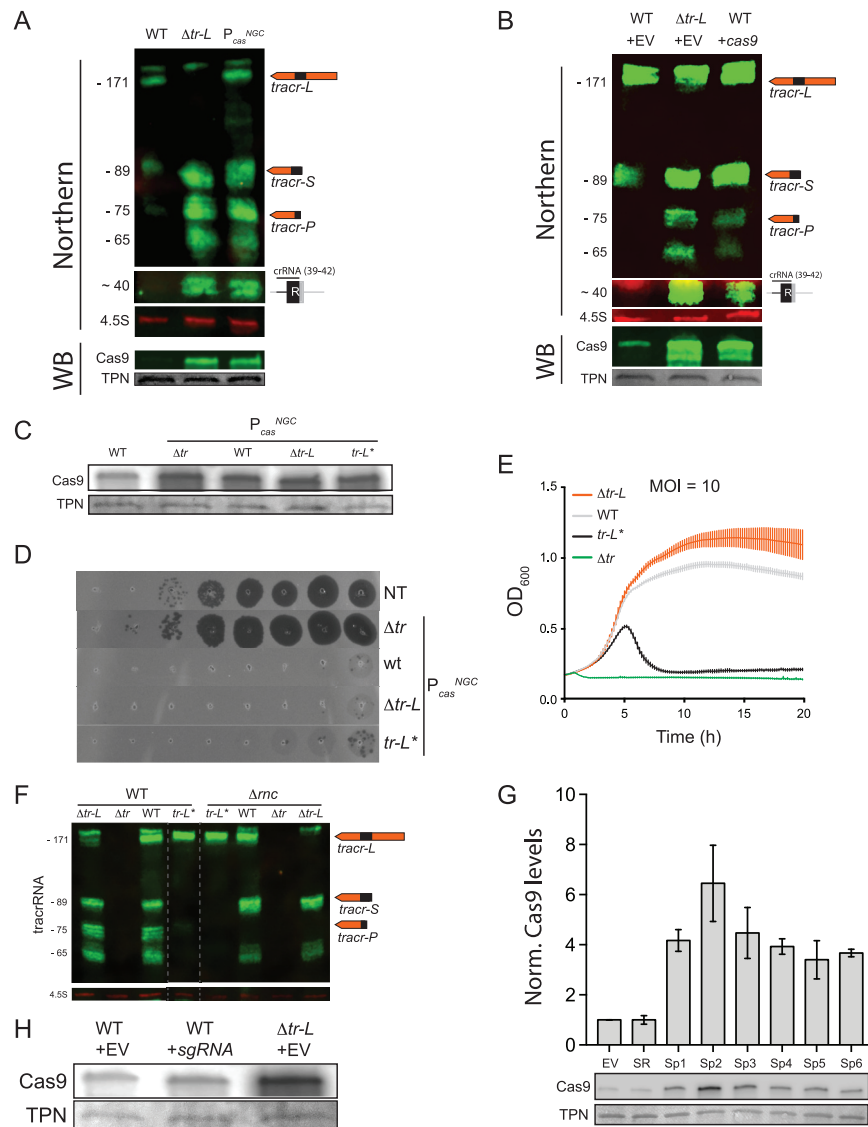 A
WT Δtr-L P_cas^NGC
Northern
- 171
tracr-L
- 89
tracr-S
- 75
tracr-P
- 65
crRNA (39-42)
~ 40
R
4.5S
WB
Cas9
TPN
B
WT Δtr-L WT
+EV +EV +cas9
Northern
- 171
tracr-L
- 89
tracr-S
- 75
tracr-P
- 65
crRNA (39-42)
~ 40
R
4.5S
WB
Cas9
TPN
C
P_cas^NGC
WT Δtr WT Δtr-L tr-L*
Cas9
TPN
D
NT
Δtr
wt
Δtr-L
tr-L*
P_cas^NGC
E
MOI = 10
Δtr-L
WT
tr-L*
Δtr
OD600
1.5
1.0
0.5
0.0
0 5 10 15 20
Time (h)
F
WT Δrnc
Δtr-L Δtr WT tr-L* tr-L* WT Δtr Δtr-L
tracrRNA
- 171
tracr-L
- 89
tracr-S
- 75
tracr-P
- 65
4.5S
G
Norm. Cas9 levels
10
8
6
4
2
0
EV SR Sp1 Sp2 Sp3 Sp4 Sp5 Sp6
Cas9
TPN
H
WT WT Δtr-L
+EV +sgRNA +EV
Cas9
TPN